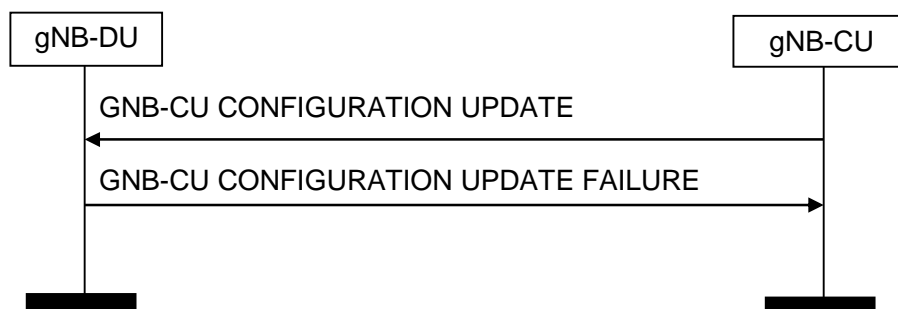 gNB-DU
gNB-CU
GNB-CU CONFIGURATION UPDATE
GNB-CU CONFIGURATION UPDATE FAILURE